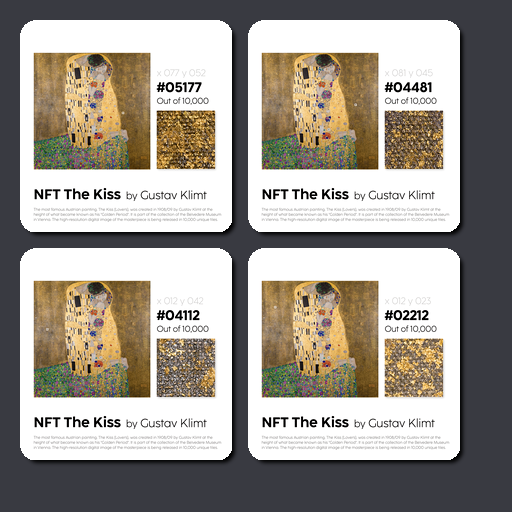 x 077 y 052
#05177
Out of 10,000
NFT The Kiss by Gustav Klimt
The most famous Austrian painting, The Kiss (Lovers), was created in 1908/09 by Gustav Klimt at the
height of what became known as his "Golden Period". It is a part of the collection of the Belvedere Museum
in Vienna. The high-resolution digital image of the masterpiece is being released in 10,000 unique tiles.
x 081 y 045
#04481
Out of 10,000
NFT The Kiss by Gustav Klimt
The most famous Austrian painting, The Kiss (Lovers), was created in 1908/09 by Gustav Klimt at the
height of what became known as his "Golden Period". It is a part of the collection of the Belvedere Museum
in Vienna. The high-resolution digital image of the masterpiece is being released in 10,000 unique tiles.
x 012 y 042
#04112
Out of 10,000
NFT The Kiss by Gustav Klimt
The most famous Austrian painting, The Kiss (Lovers), was created in 1908/09 by Gustav Klimt at the
height of what became known as his "Golden Period". It is a part of the collection of the Belvedere Museum
in Vienna. The high-resolution digital image of the masterpiece is being released in 10,000 unique tiles.
x 012 y 023
#02212
Out of 10,000
NFT The Kiss by Gustav Klimt
The most famous Austrian painting, The Kiss (Lovers), was created in 1908/09 by Gustav Klimt at the
height of what became known as his "Golden Period". It is a part of the collection of the Belvedere Museum
in Vienna. The high-resolution digital image of the masterpiece is being released in 10,000 unique tiles.